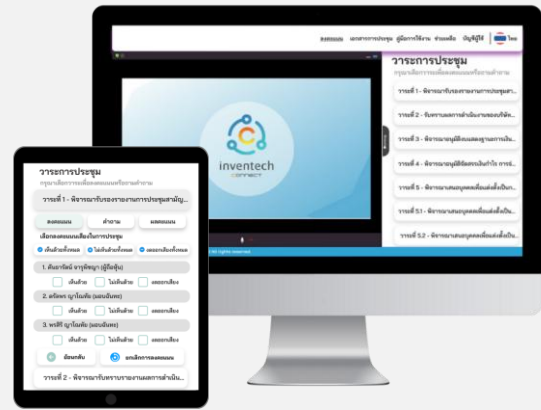 ลงคะแนน เอกสารการประชุม คู่มือการใช้งาน ช่วยเหลือ บัญชีผู้ใช้ ไทย
วาระการประชุม
กรุณาเลือกวาระเพื่อลงคะแนนหรือถามคำถาม
วาระที่ 1 - พิจารณารับรองรายงานการประชุมสา...
วาระที่ 2 - รับทราบผลการดำเนินงานของบริษัท...
วาระที่ 3 - พิจารณาอนุมัติงบแสดงฐานะการเงิน...
วาระที่ 4 - พิจารณาอนุมัติจัดสรรเงินกำไร การจ่...
วาระที่ 5 - พิจารณาเสนอบุคคลเพื่อแต่งตั้งเป็นก...
วาระที่ 5.1 - พิจารณาเสนอบุคคลเพื่อแต่งตั้งเป็น...
วาระที่ 5.2 - พิจารณาเสนอบุคคลเพื่อแต่งตั้งเป็น...
inventech
CONNECT
All rights reserved
วาระการประชุม
กรุณาเลือกวาระเพื่อลงคะแนนหรือถามคำถาม
วาระที่ 1 - พิจารณารับรองรายงานการประชุมสามัญ...
ลงคะแนน คำถาม ผลคะแนน
เลือกลงคะแนนเสียงในการประชุม
เห็นด้วยทั้งหมด ไม่เห็นด้วยทั้งหมด งดออกเสียงทั้งหมด
1. (ผู้ถือหุ้น)
เห็นด้วย ไม่เห็นด้วย งดออกเสียง
2. ญาโณทัย (มอบฉันทะ)
เห็นด้วย ไม่เห็นด้วย งดออกเสียง
3. พรสิริ ญาโณทัย (มอบฉันทะ)
เห็นด้วย ไม่เห็นด้วย งดออกเสียง
ย้อนกลับ ยกเลิกการลงคะแนน
วาระที่ 2 - พิจารณารับทราบรายงานผลการดำเนิน...